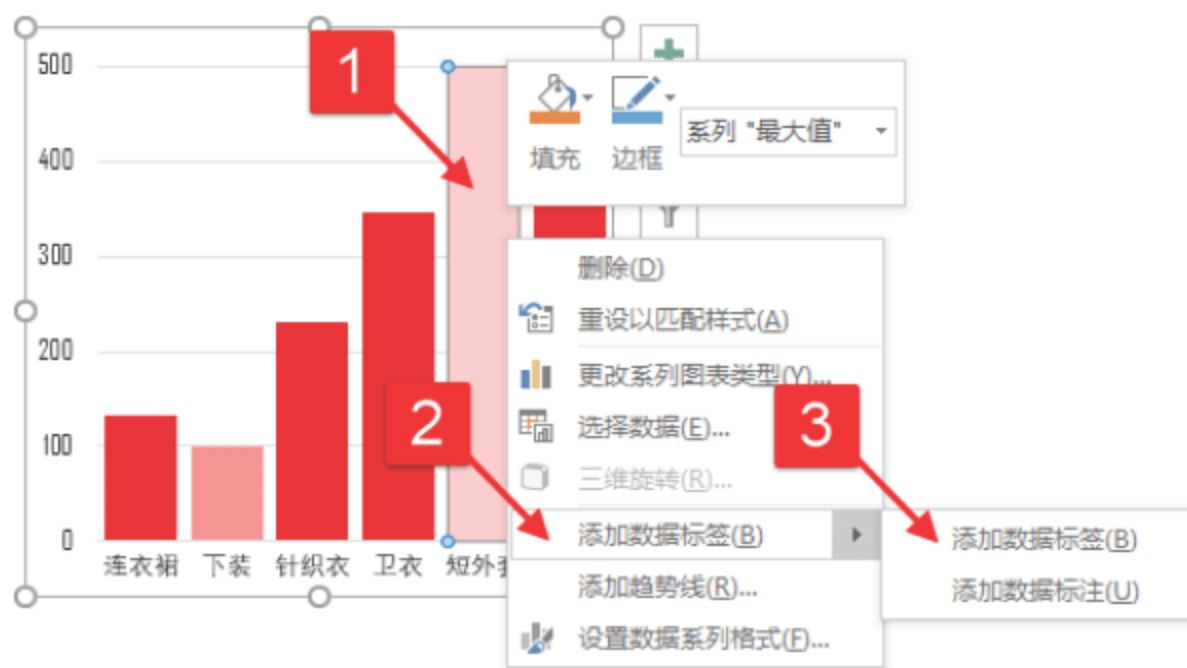 500
400
300
200
100
0
连衣裙
下装
针织衣
卫衣
短外
1
填充
边框
系列 "最大值"
删除(D)
重设以匹配样式(A)
更改系列图表类型(Y)...
2
选择数据(E)...
3
三维旋转(R)...
添加数据标签(B)
添加趋势线(R)...
设置数据系列格式(F)...
添加数据标签(B)
添加数据标注(U)